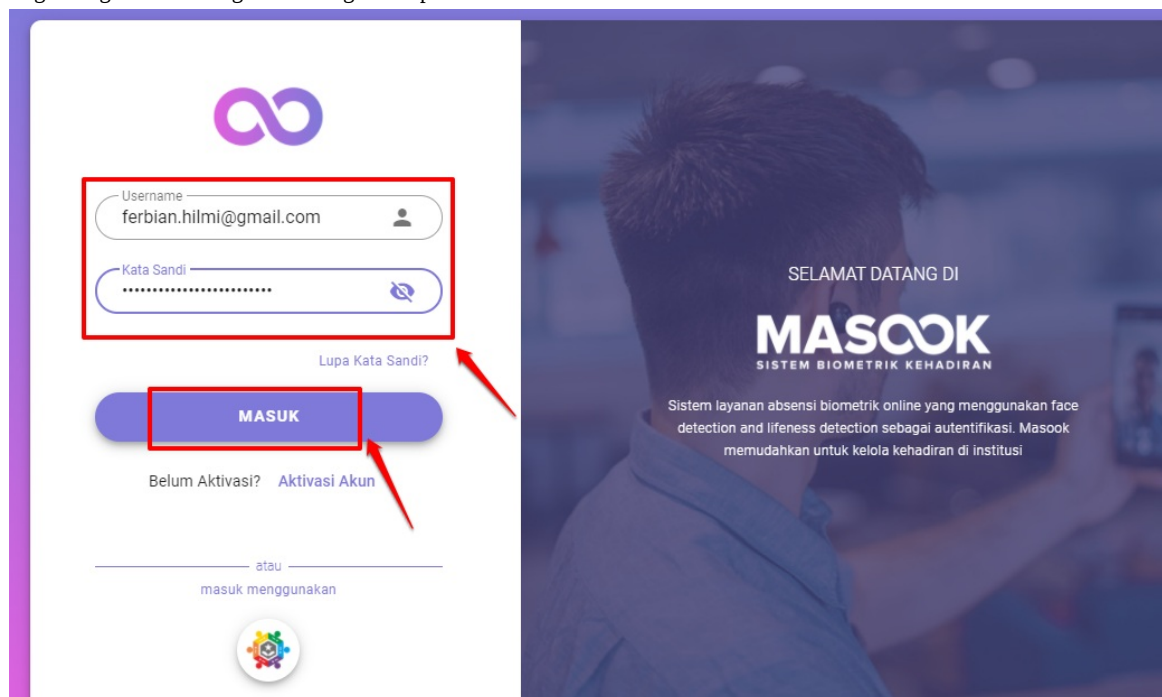 Username
ferbian.hilmi@gmail.com
Kata Sandi
Lupa Kata Sandi?
MASUK
Belum Aktivasi? Aktivasi Akun
atau
masuk menggunakan
SELAMAT DATANG DI
MASOOK
SISTEM BIOMETRIK KEHADIRAN
Sistem layanan absensi biometrik online yang menggunakan face
detection and lifeness detection sebagai autentifikasi. Masook
memudahkan untuk kelola kehadiran di institusi